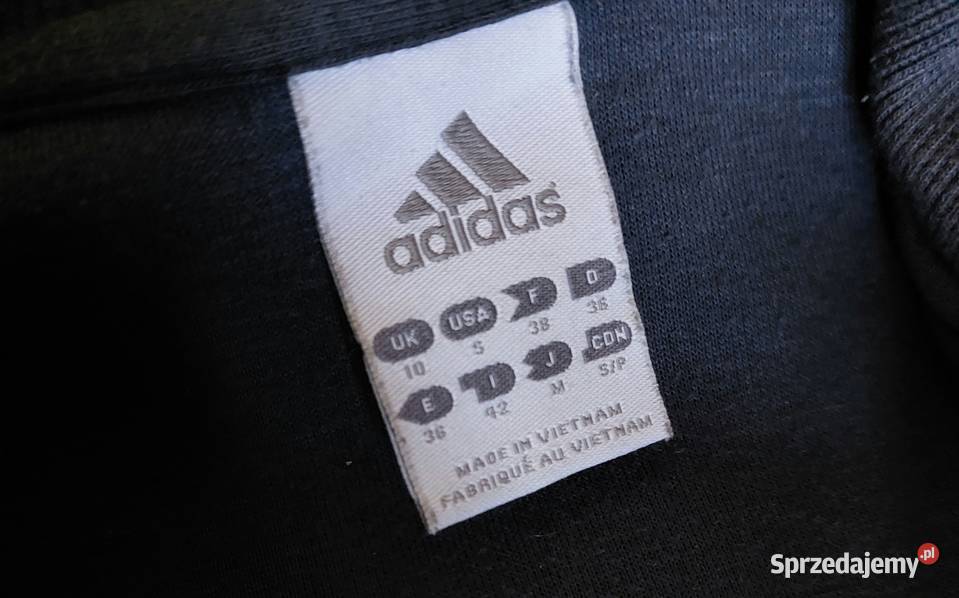 adidas
UK USA F D
10 S 38 36
E I J CDN
36 42 M S/P
MADE IN VIETNAM
FABRIQUÉ AU VIETNAM
Sprzedajemy.pl